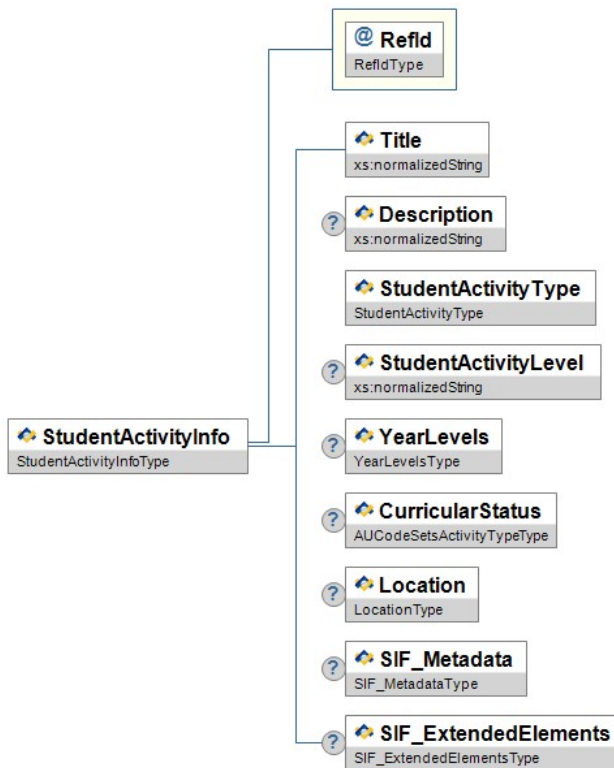 @ RefId
RefIdType
Title
xs:normalizedString
? Description
xs:normalizedString
StudentActivityType
StudentActivityType
? StudentActivityLevel
xs:normalizedString
StudentActivityInfo
StudentActivityInfoType
? YearLevels
YearLevelsType
? CurricularStatus
AUCodeSetsActivityTypeType
? Location
LocationType
? SIF_Metadata
SIF_MetadataType
? SIF_ExtendedElements
SIF_ExtendedElementsType